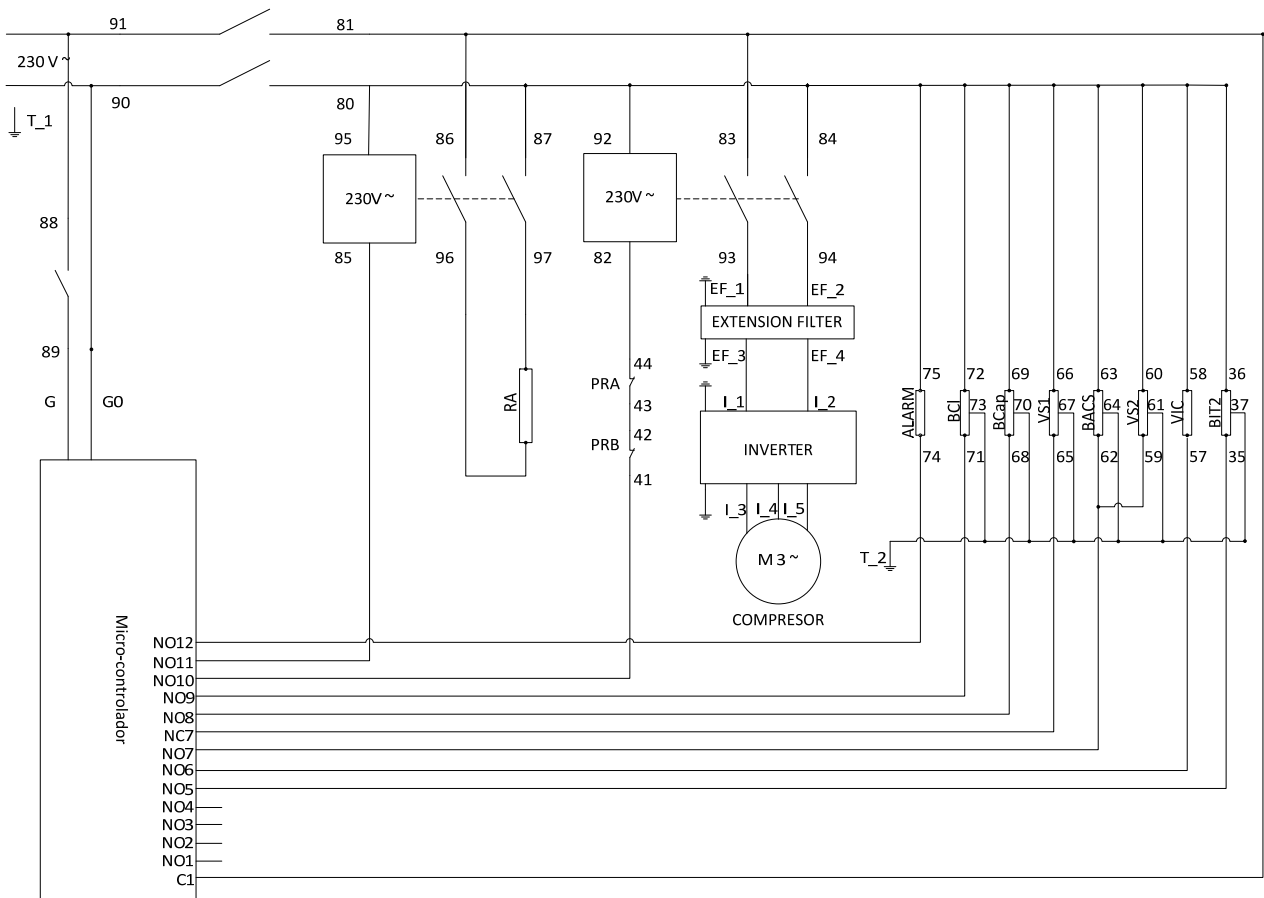 91
81
230 V ~
90
80
T_1
95
86
87
92
83
84
230V ~
230V ~
88
85
96
97
82
93
94
EF_1
EF_2
EXTENSION FILTER
89
EF_3
EF_4
44
PRA
75
72
69
66
63
60
58
36
G
G0
RA
43
I_1
I_2
ALARM
BCI
73
BCap
70
VS1
67
BACS
64
VS2
61
VIC
BIT2
37
42
PRB
INVERTER
41
74
71
68
65
62
59
57
35
I_3
I_4
I_5
M 3 ~
T_2
COMPRESOR
Micro-controlador
NO12
NO11
NO10
NO9
NO8
NC7
NO7
NO6
NO5
NO4
NO3
NO2
NO1
C1